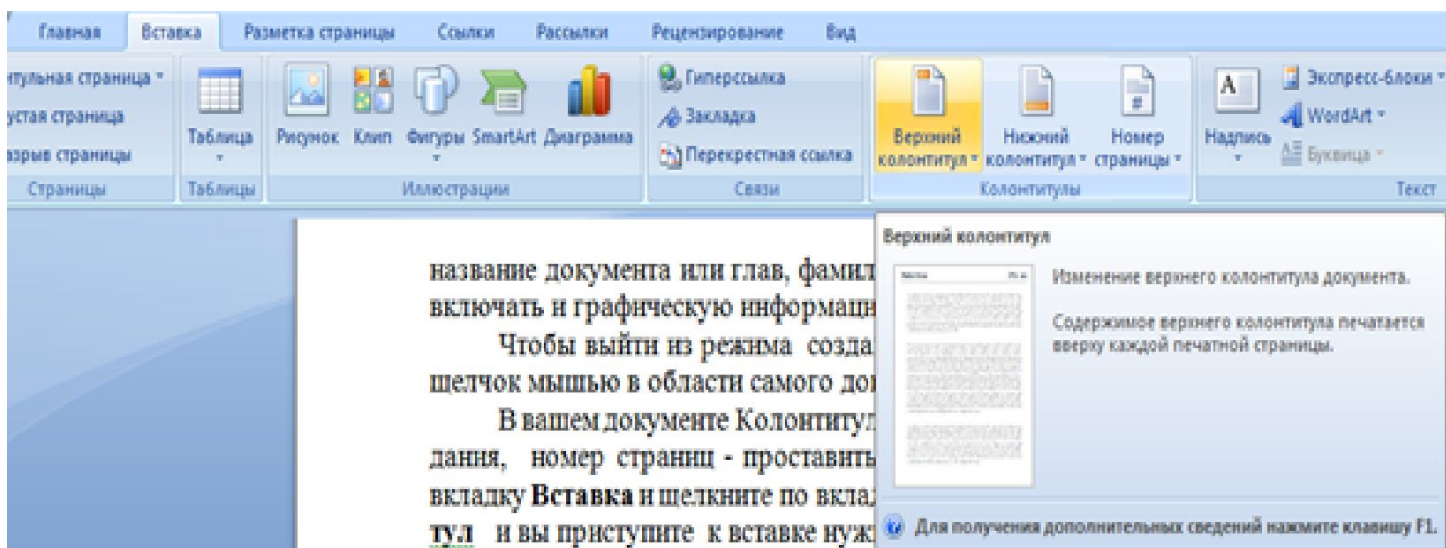 Главная Вставка Разметка страницы Ссылки Рассылки Рецензирование Вид
итульная страница
устая страница
азрыв страницы
Страницы
Таблица
Таблицы
Рисунок Клип Фигуры SmartArt Диаграмма
Иллюстрации
Гиперссылка
Закладка
Перекрестная ссылка
Связи
Верхний колонтитул
Нижний колонтитул
Номер страницы
Колонтитулы
Надпись
Экспресс-блоки
WordArt
Буквица
Текст
название документа или глав, фамил
включать и графическую информаци
Чтобы выйти из режима созда
щелчок мышью в области самого до
В вашем документе Колонтитул
дания, номер страниц - проставить
вкладку Вставка и щелкните по вкла
тул и вы приступите к вставке нуж
Верхний колонтитул
Изменение верхнего колонтитула документа.
Содержимое верхнего колонтитула печатается
вверху каждой печатной страницы.
Для получения дополнительных сведений нажмите клавишу F1.